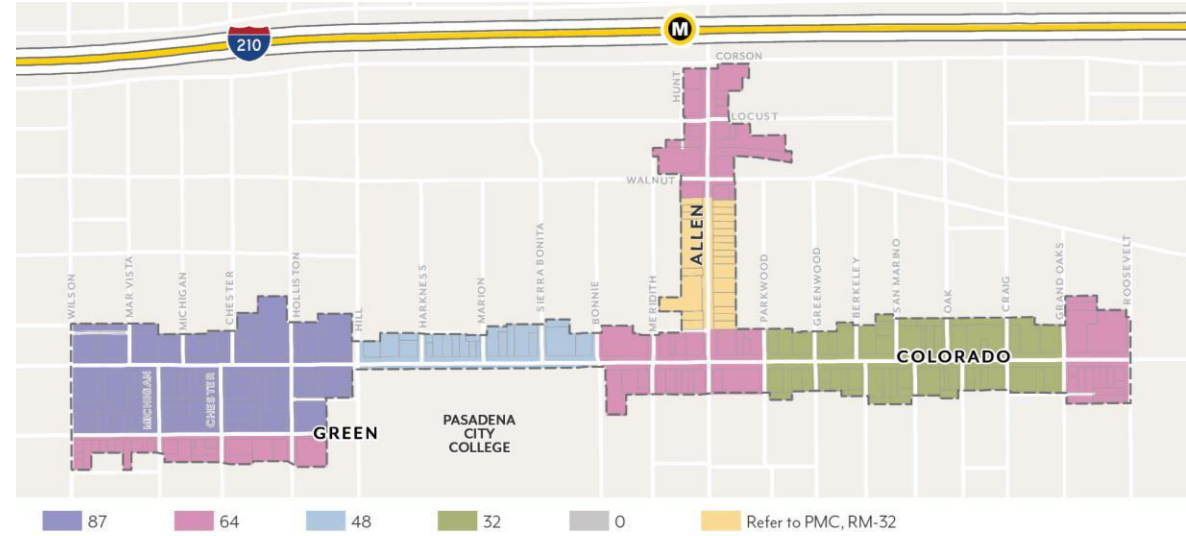 210
M
CORSON
HUNT
LOCUST
WALNUT
ALLEN
WILSON
MAR VISTA
MICHIGAN
CHESTER
HOLLISTON
HILL
HARKNESS
MARION
SIERRA BONITA
BONNIE
MERIDITH
PARKWOOD
GREENWOOD
BERKELEY
SAN MARINO
OAK
CRAIG
GRAND OAKS
ROOSEVELT
COLORADO
MICHIGAN
CHESTER
GREEN
PASADENA
CITY
COLLEGE
87
64
48
32
0
Refer to PMC, RM-32